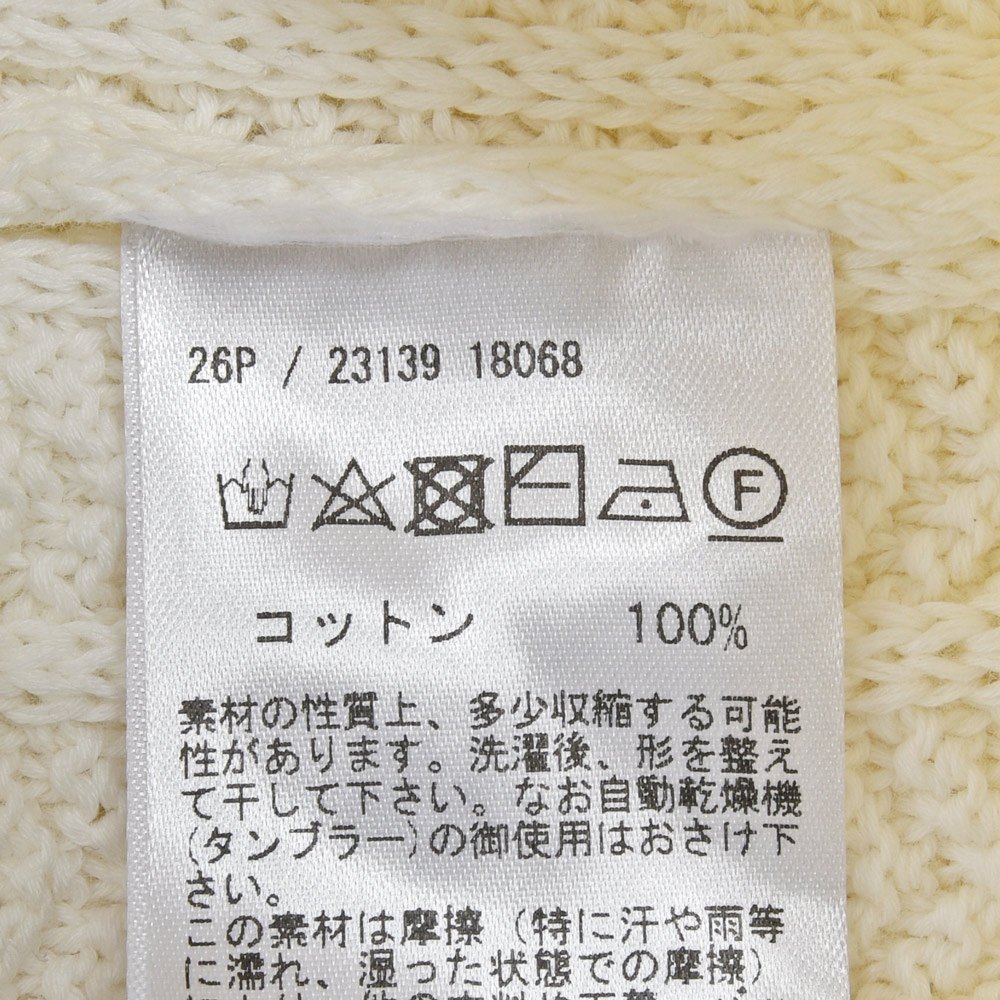 26P / 23139 18068
F
コットン 100%
素材の性質上、多少収縮する可能
性があります。洗濯後、形を整え
て干して下さい。なお自動乾燥機
(タンブラー)の御使用はおさけ下
さい。
この素材は摩擦（特に汗や雨等
に濡れ、湿った状態での摩擦）